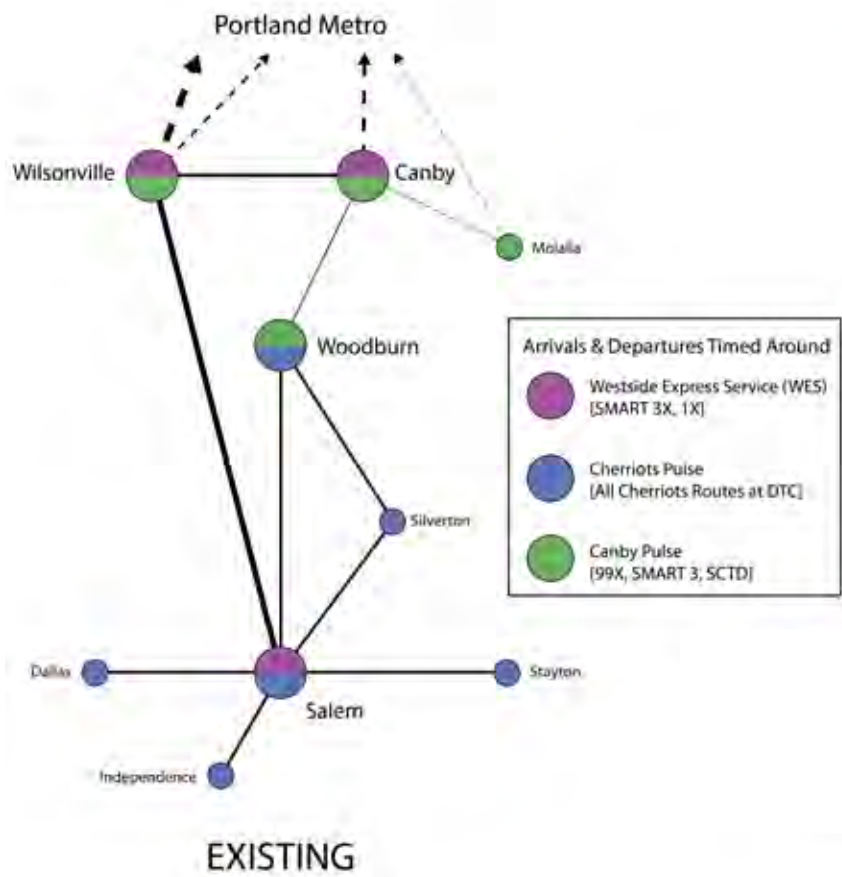 Portland Metro
Wilsonville
Canby
Molalla
Woodburn
Arrivals & Departures Timed Around
Westside Express Service (WES)
[SMART 3X, 1X]
Cherriots Pulse
[All Cherriots Routes at DTC]
Canby Pulse
[99X, SMART 3, SCTD]
Silverton
Dallas
Stayton
Salem
Independence
EXISTING